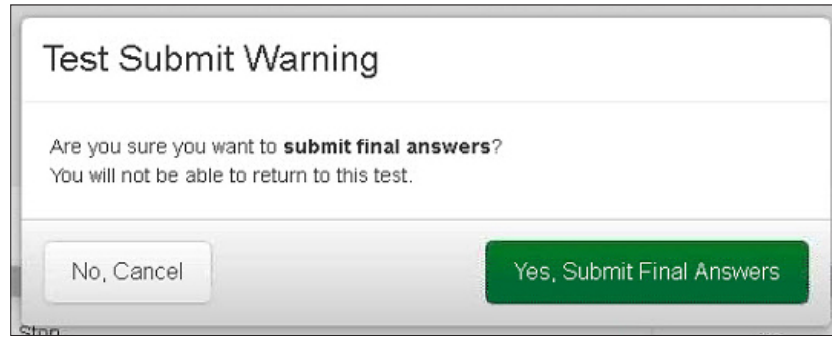 Test Submit Warning
Are you sure you want to submit final answers?
You will not be able to return to this test.
No, Cancel
Yes, Submit Final Answers